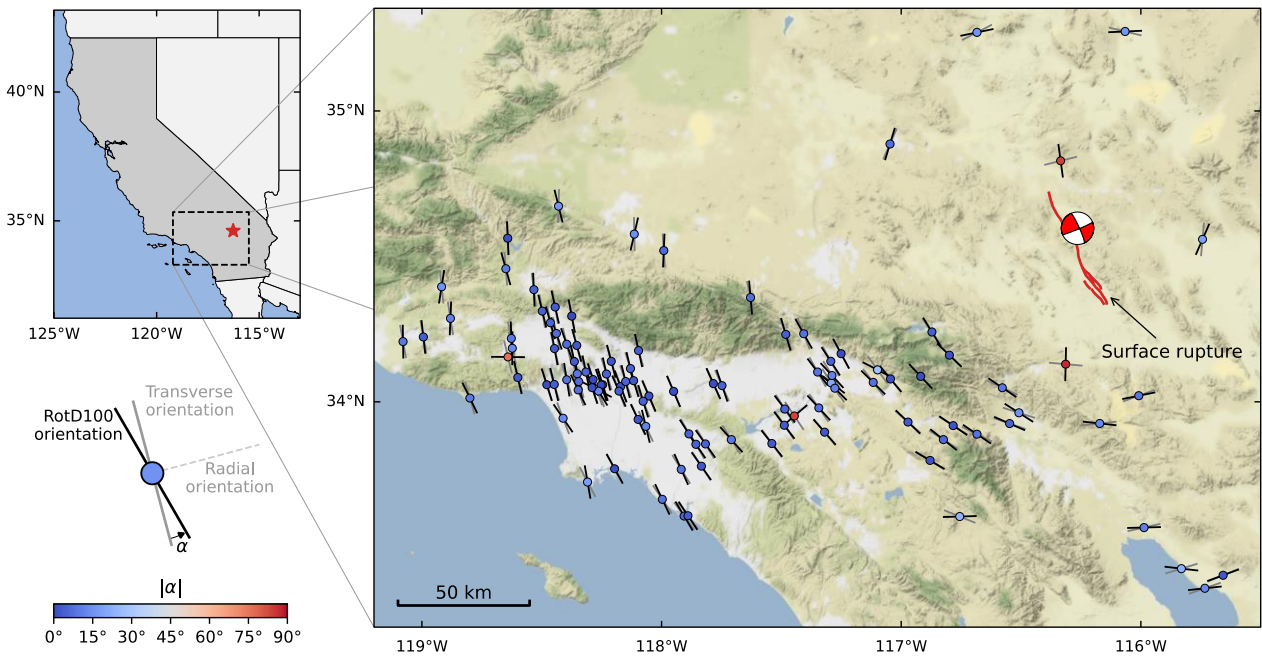 40°N
35°N
125°W
120°W
115°W
Transverse
orientation
RotD100
orientation
Radial
orientation
α
|α|
0°
15°
30°
45°
60°
75°
90°
35°N
34°N
Surface rupture
50 km
119°W
118°W
117°W
116°W